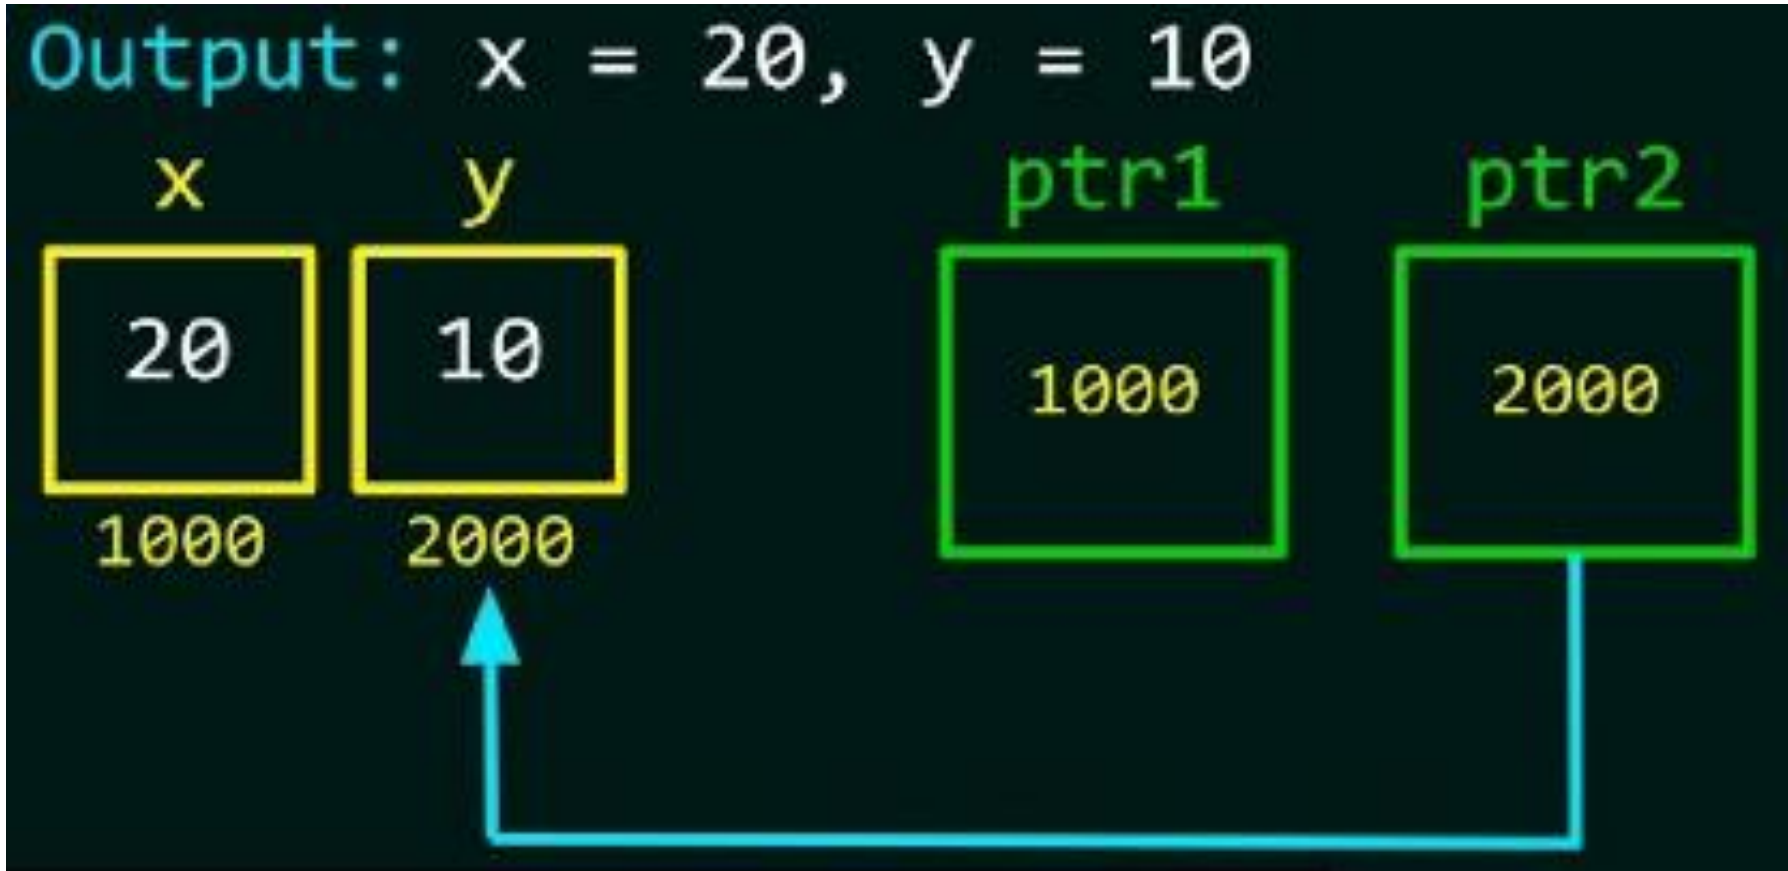 Output: x = 20, y = 10
x y ptr1 ptr2
20 10 1000 2000
1000 2000